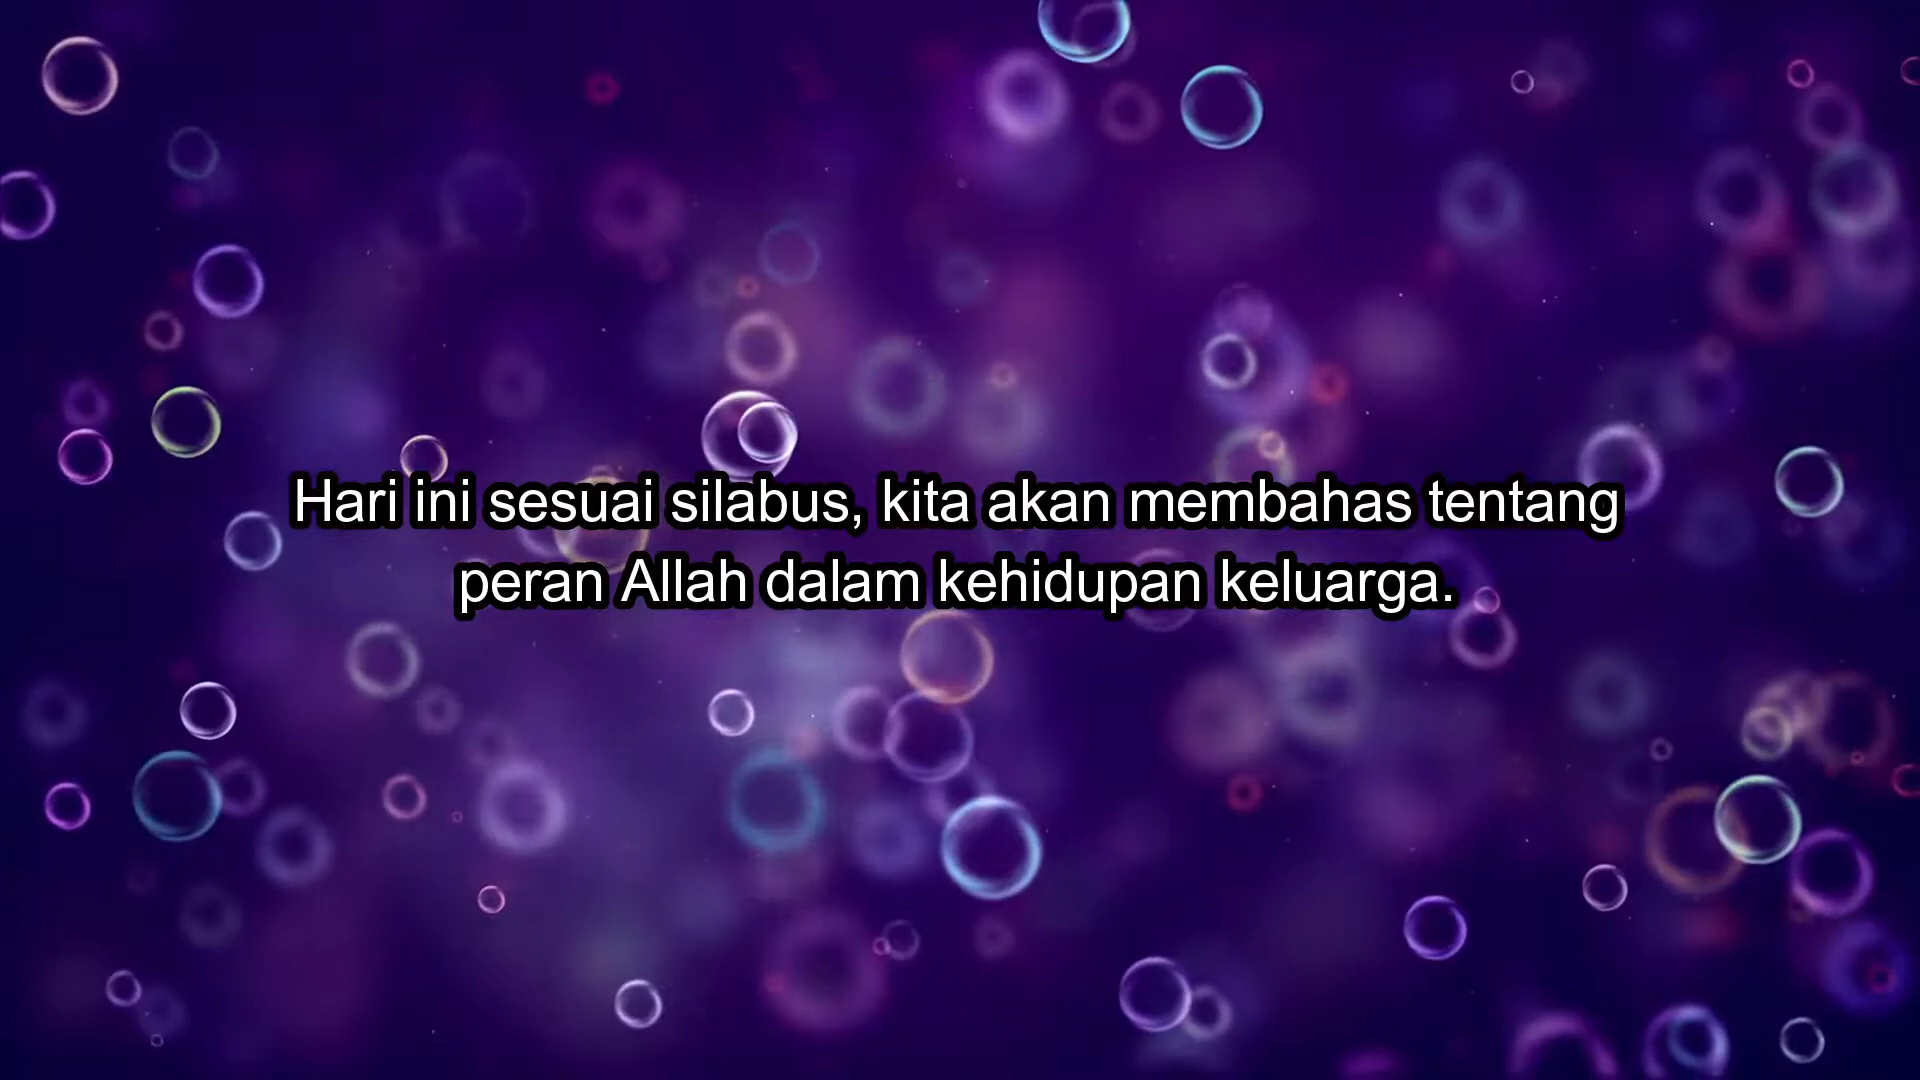 Hari ini sesuai silabus, kita akan membahas tentang
peran Allah dalam kehidupan keluarga.